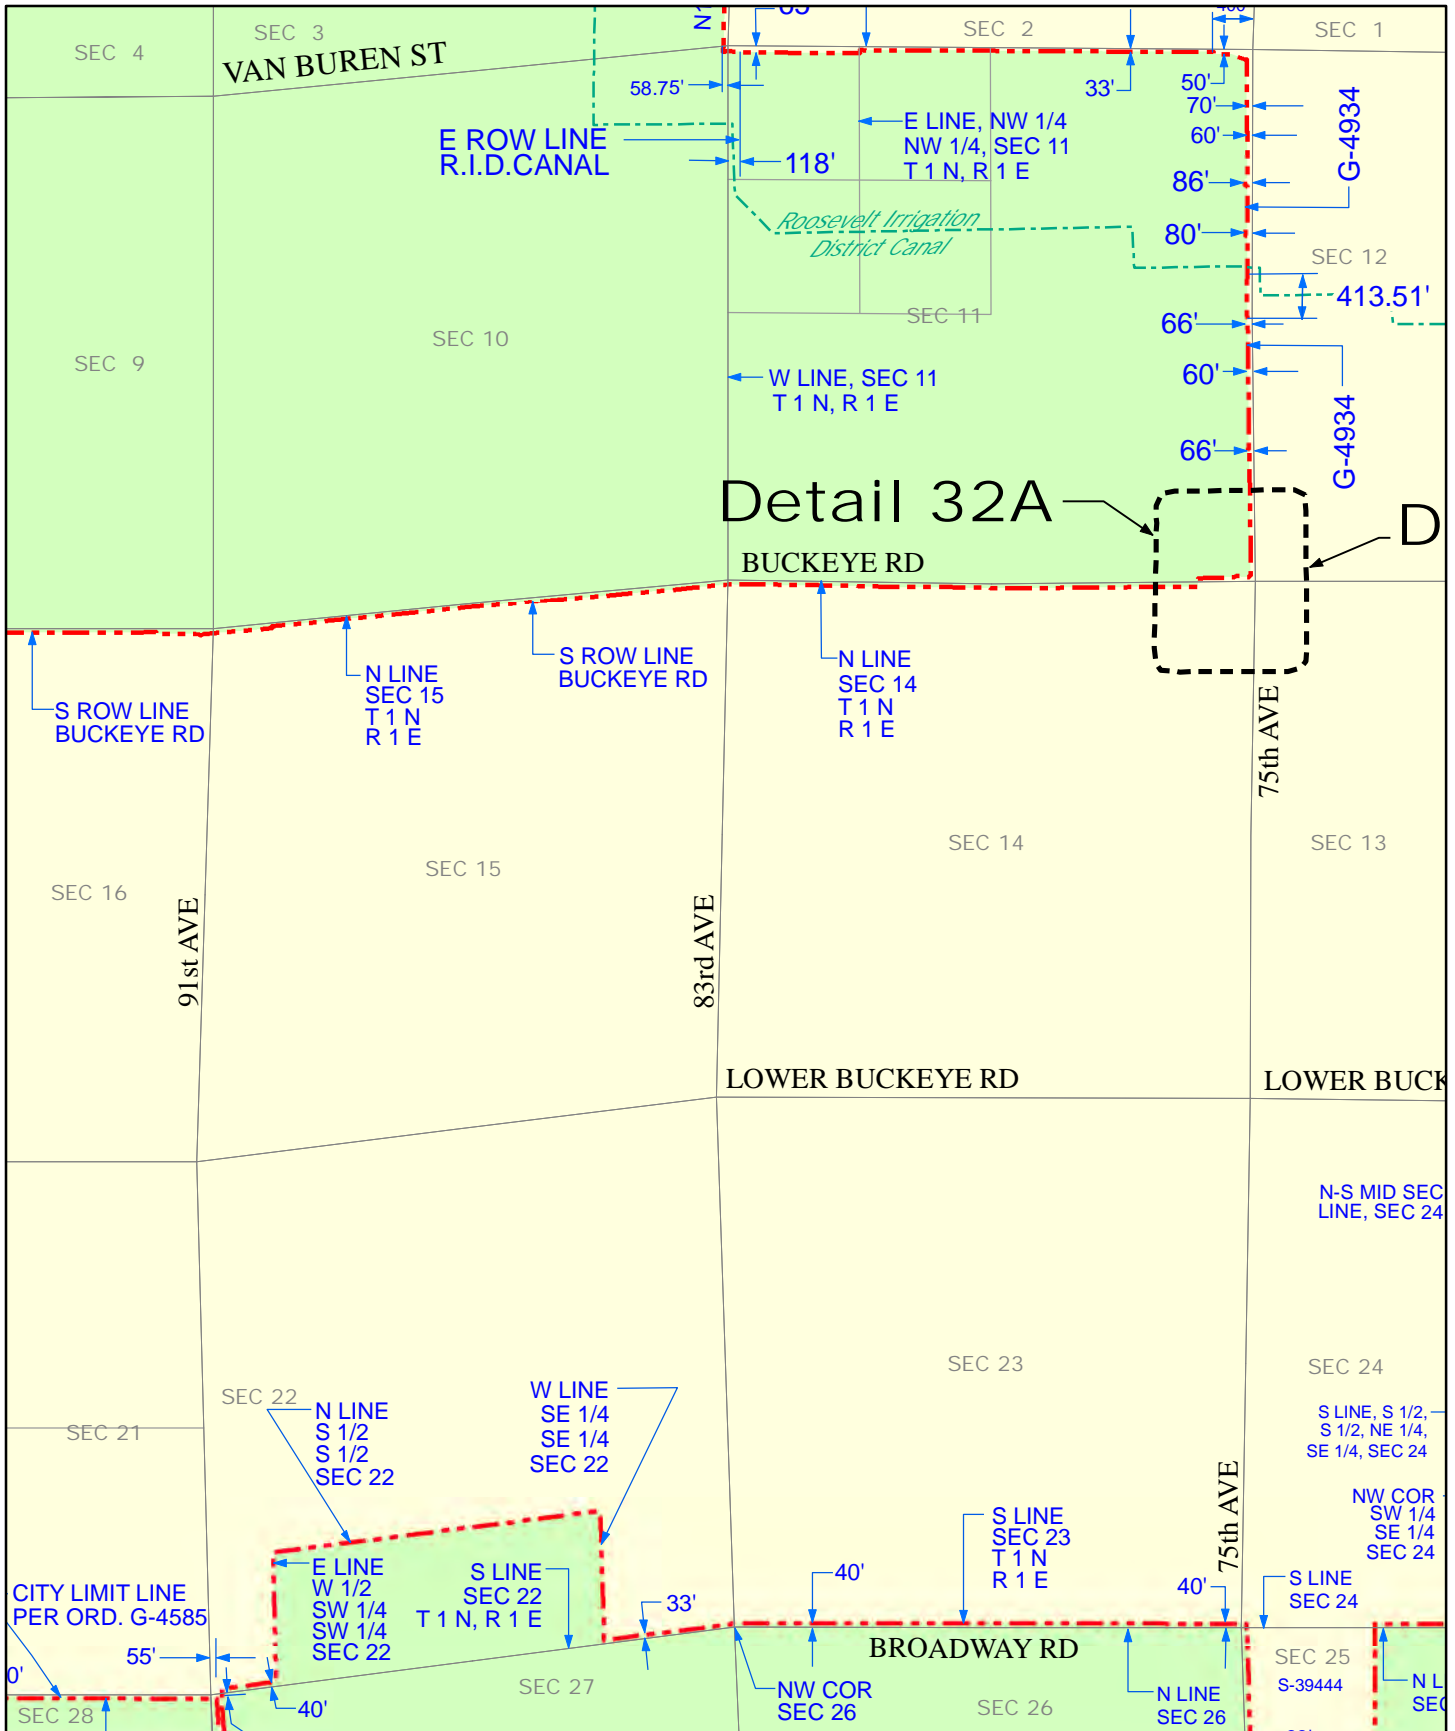 SEC 4
SEC 3
VAN BUREN ST
65'
SEC 2
400'
SEC 1
58.75'
E ROW LINE
R.I.D.CANAL
118'
E LINE, NW 1/4
NW 1/4, SEC 11
T 1 N, R 1 E
33'
50'
70'
60'
86'
80'
G-4934
Roosevelt Irrigation
District Canal
SEC 12
413.51'
SEC 9
SEC 10
SEC 11
66'
60'
66'
G-4934
W LINE, SEC 11
T 1 N, R 1 E
Detail 32A
D
BUCKEYE RD
S ROW LINE
BUCKEYE RD
N LINE
SEC 15
T 1 N
R 1 E
S ROW LINE
BUCKEYE RD
N LINE
SEC 14
T 1 N
R 1 E
75th AVE
SEC 16
SEC 15
SEC 14
SEC 13
91st AVE
83rd AVE
LOWER BUCKEYE RD
LOWER BUCK
N-S MID SEC
LINE, SEC 24
SEC 21
SEC 22
SEC 23
SEC 24
N LINE
S 1/2
S 1/2
SEC 22
W LINE
SE 1/4
SE 1/4
SEC 22
S LINE, S 1/2,
S 1/2, NE 1/4,
SE 1/4, SEC 24
75th AVE
NW COR
SW 1/4
SE 1/4
SEC 24
CITY LIMIT LINE
PER ORD. G-4585
E LINE
W 1/2
SW 1/4
SW 1/4
SEC 22
S LINE
SEC 22
T 1 N, R 1 E
33'
40'
S LINE
SEC 23
T 1 N
R 1 E
40'
S LINE
SEC 24
55'
0'
40'
BROADWAY RD
SEC 28
SEC 27
NW COR
SEC 26
SEC 26
N LINE
SEC 26
SEC 25
S-39444
N L
SEC